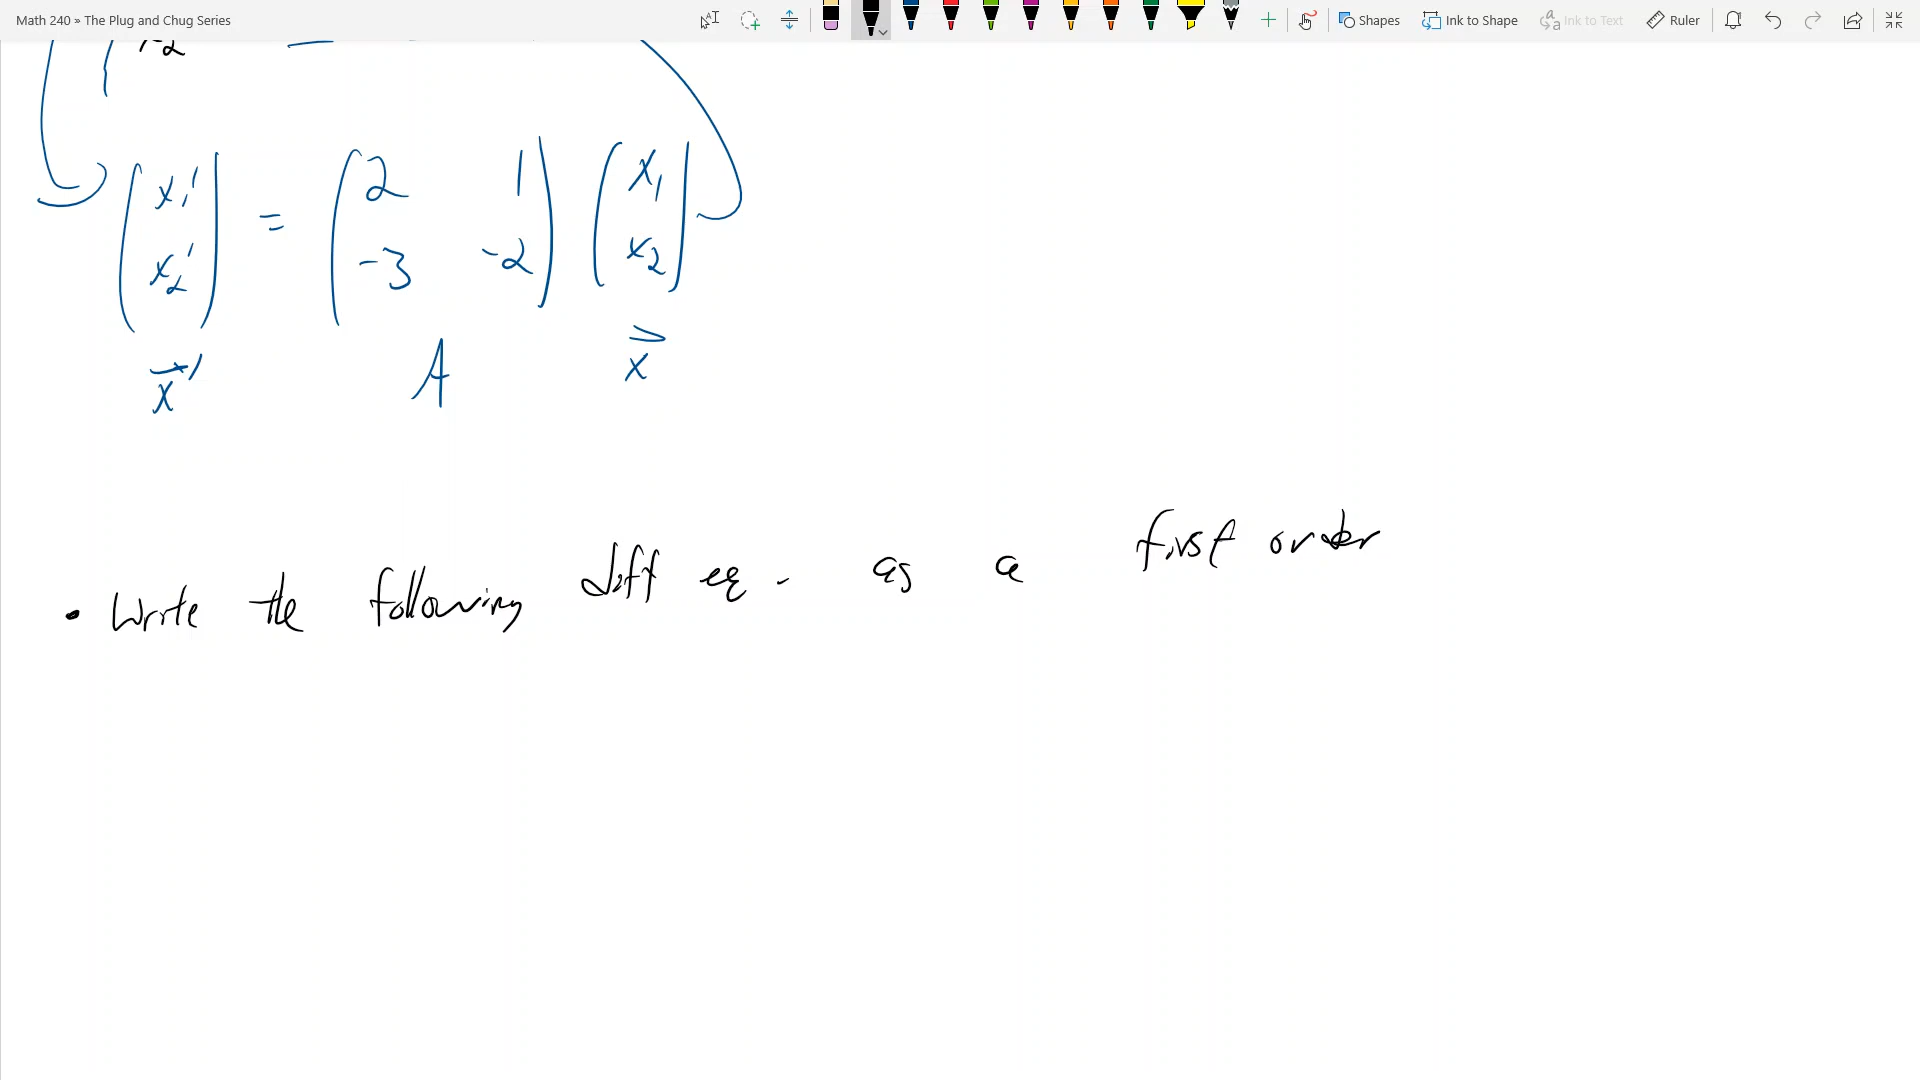 Math 240 » The Plug and Chug Series
Shapes
Ink to Shape
Ink to Text
Ruler
x2
(x1' x2') = (2 1 -3 -2) (x1 x2)
x' A x
• Write the following diff eq. as a first order